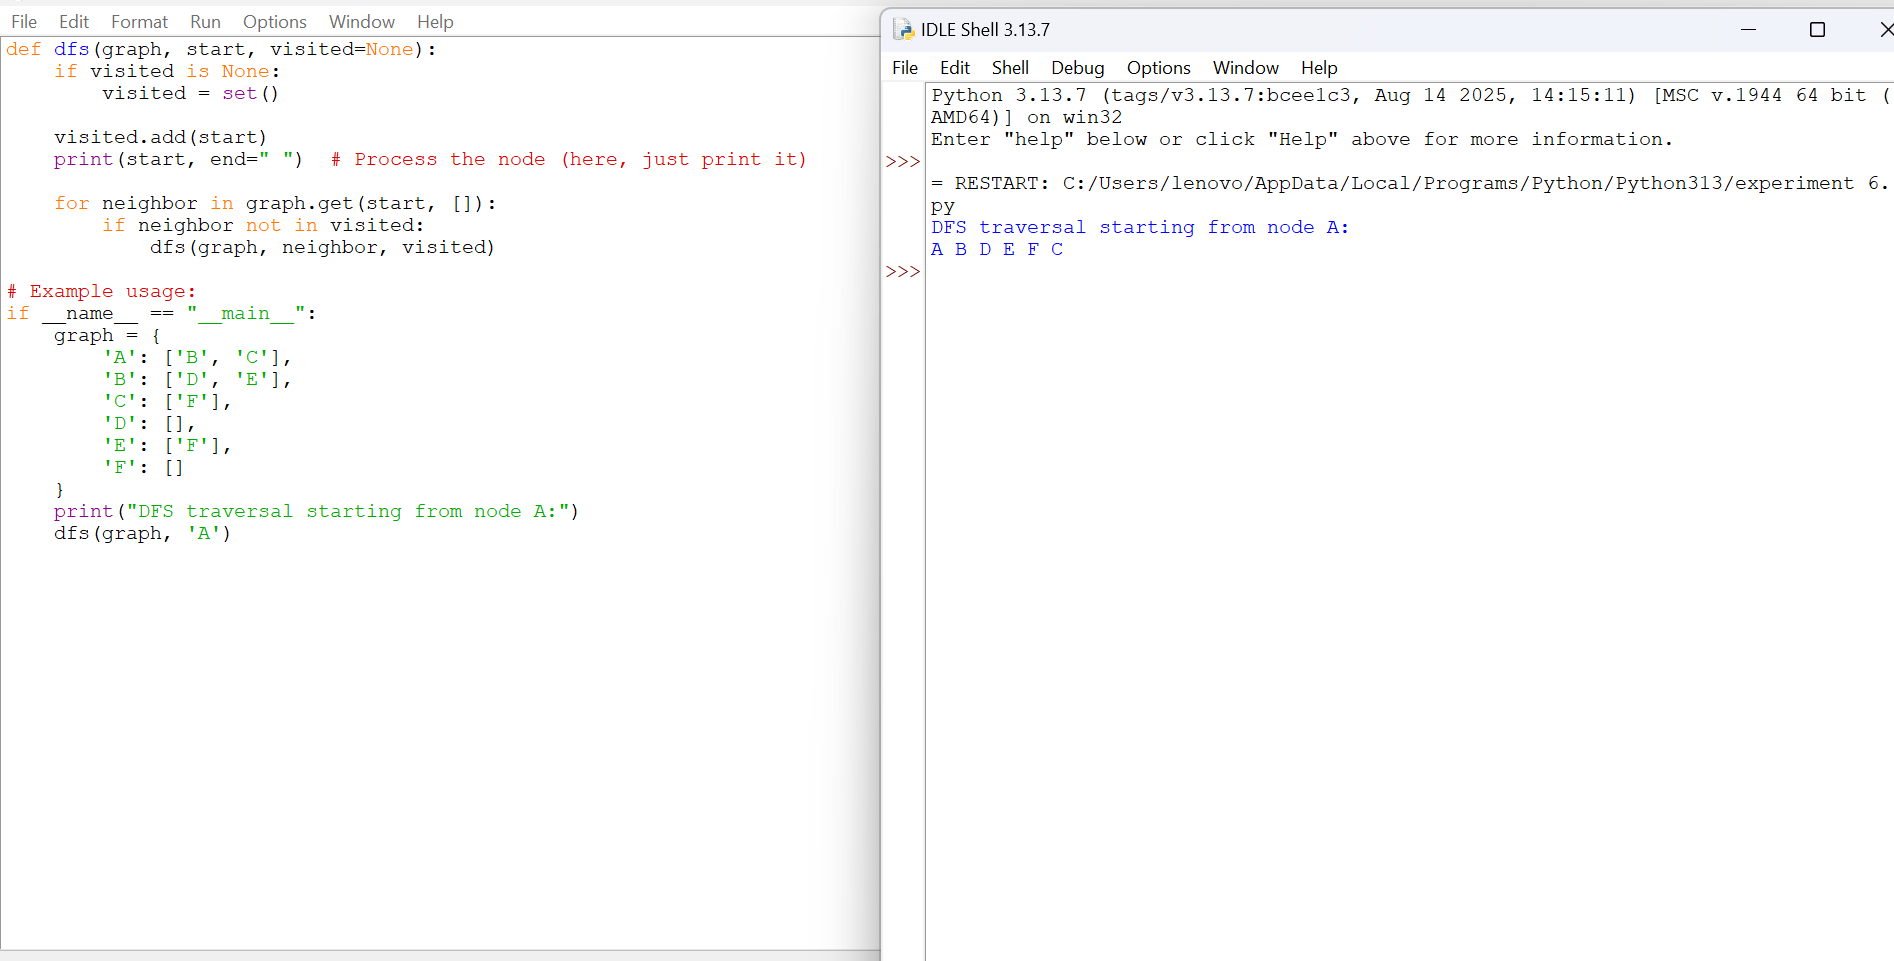 File Edit Format Run Options Window Help
def dfs(graph, start, visited=None):
    if visited is None:
        visited = set()
    visited.add(start)
    print(start, end=" ")  # Process the node (here, just print it)
    for neighbor in graph.get(start, []):
        if neighbor not in visited:
            dfs(graph, neighbor, visited)
# Example usage:
if __name__ == "__main__":
    graph = {
        'A': ['B', 'C'],
        'B': ['D', 'E'],
        'C': ['F'],
        'D': [],
        'E': ['F'],
        'F': []
    }
    print("DFS traversal starting from node A:")
    dfs(graph, 'A')
IDLE Shell 3.13.7
File Edit Shell Debug Options Window Help
Python 3.13.7 (tags/v3.13.7:bcee1c3, Aug 14 2025, 14:15:11) [MSC v.1944 64 bit (
AMD64)] on win32
Enter "help" below or click "Help" above for more information.
>>>
= RESTART: C:/Users/lenovo/AppData/Local/Programs/Python/Python313/experiment 6.
py
DFS traversal starting from node A:
A B D E F C
>>>